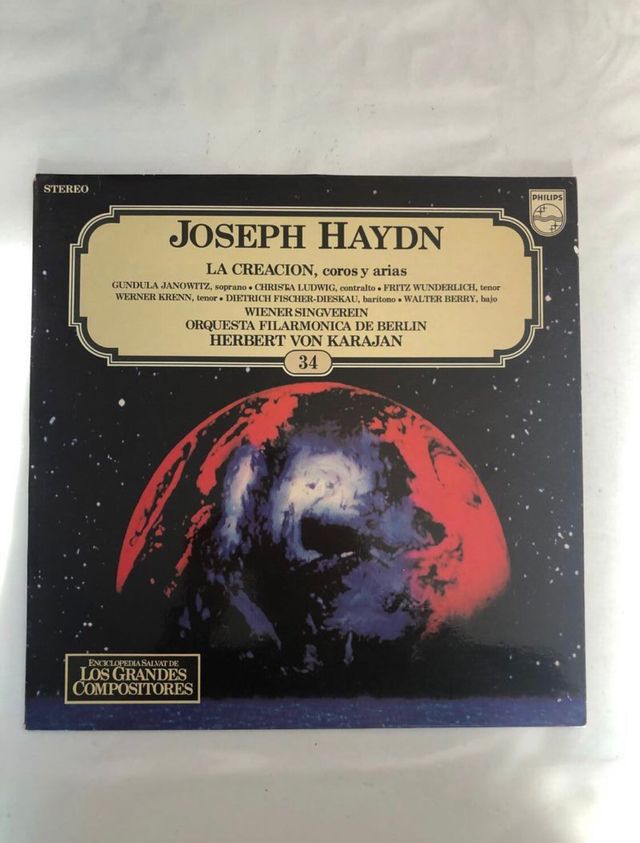 STEREO
PHILIPS
JOSEPH HAYDN
LA CREACION, coros y arias
GUNDULA JANOWITZ, soprano • CHRISTA LUDWIG, contralto • FRITZ WUNDERLICH, tenor
WERNER KRENN, tenor • DIETRICH FISCHER-DIESKAU, barítono • WALTER BERRY, bajo
WIENER SINGVEREIN
ORQUESTA FILARMONICA DE BERLIN
HERBERT VON KARAJAN
34
ENCICLOPEDIA SALVAT DE
LOS GRANDES
COMPOSITORES